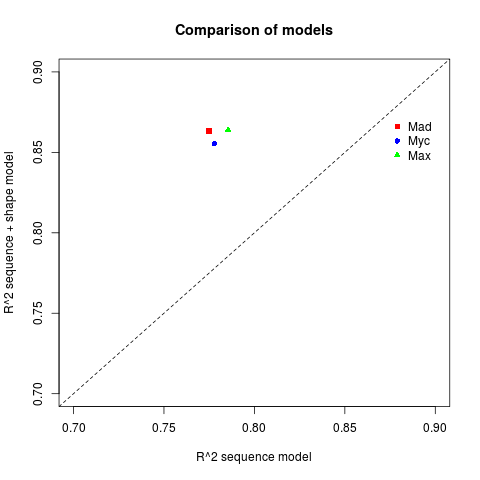 Comparison of models
R^2 sequence + shape model
0.90
0.85
0.80
0.75
0.70
Mad
Myc
Max
0.70 0.75 0.80 0.85 0.90
R^2 sequence model